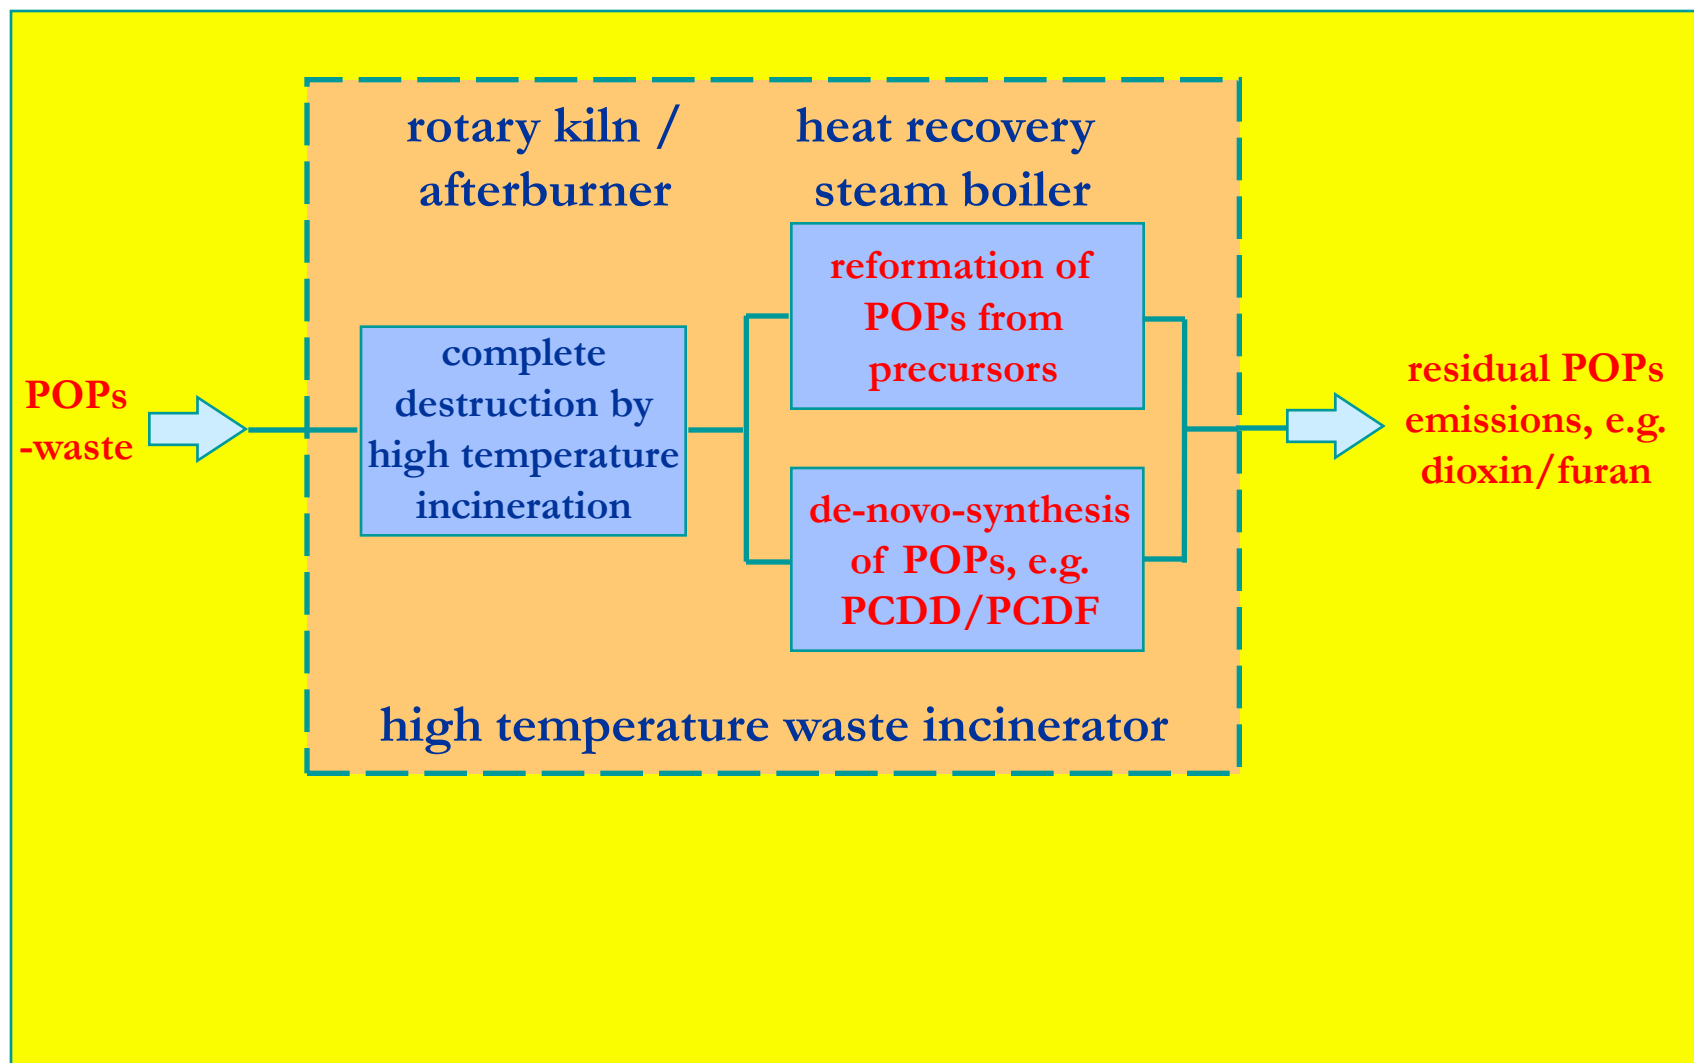 rotary kiln /
afterburner
heat recovery
steam boiler
POPs
-waste
complete
destruction by
high temperature
incineration
reformation of
POPs from
precursors
de-novo-synthesis
of POPs, e.g.
PCDD/PCDF
residual POPs
emissions, e.g.
dioxin/furan
high temperature waste incinerator